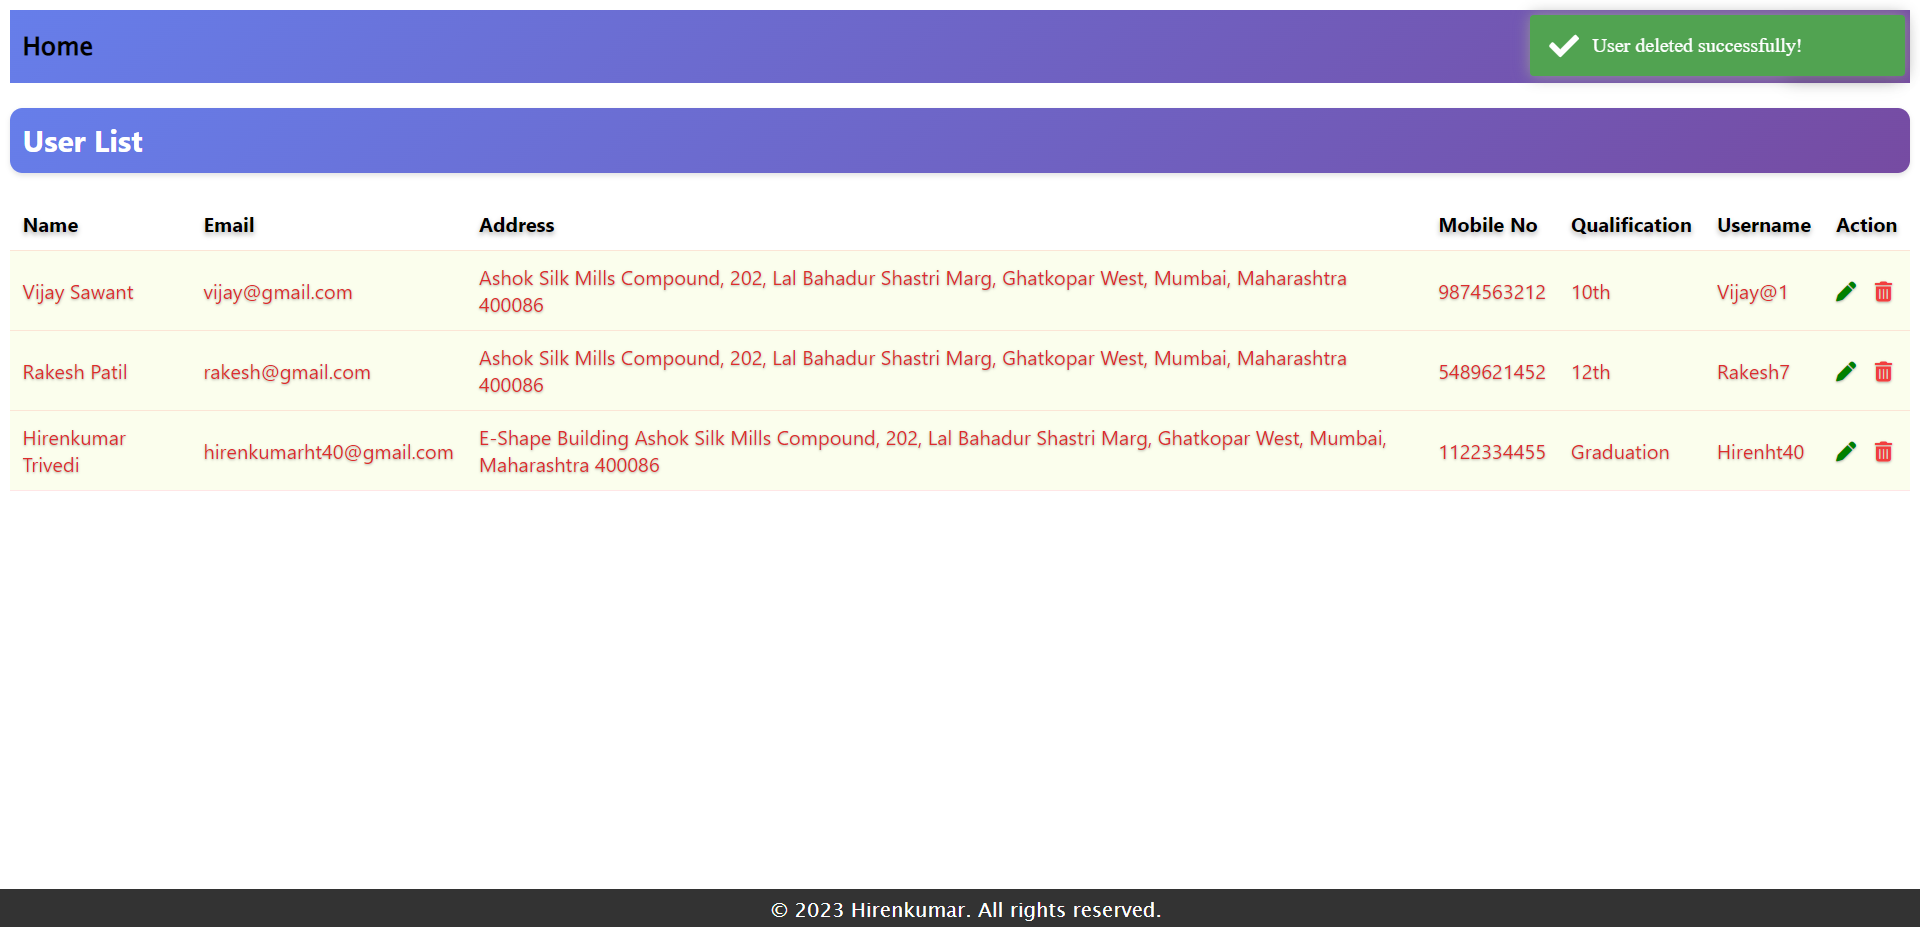 Home
User deleted successfully!
User List
Name Email Address Mobile No Qualification Username Action
Vijay Sawant vijay@gmail.com Ashok Silk Mills Compound, 202, Lal Bahadur Shastri Marg, Ghatkopar West, Mumbai, Maharashtra
400086 9874563212 10th Vijay@1
Rakesh Patil rakesh@gmail.com Ashok Silk Mills Compound, 202, Lal Bahadur Shastri Marg, Ghatkopar West, Mumbai, Maharashtra
400086 5489621452 12th Rakesh7
Hirenkumar
Trivedi hirenkumarht40@gmail.com E-Shape Building Ashok Silk Mills Compound, 202, Lal Bahadur Shastri Marg, Ghatkopar West, Mumbai,
Maharashtra 400086 1122334455 Graduation Hirenht40
© 2023 Hirenkumar. All rights reserved.